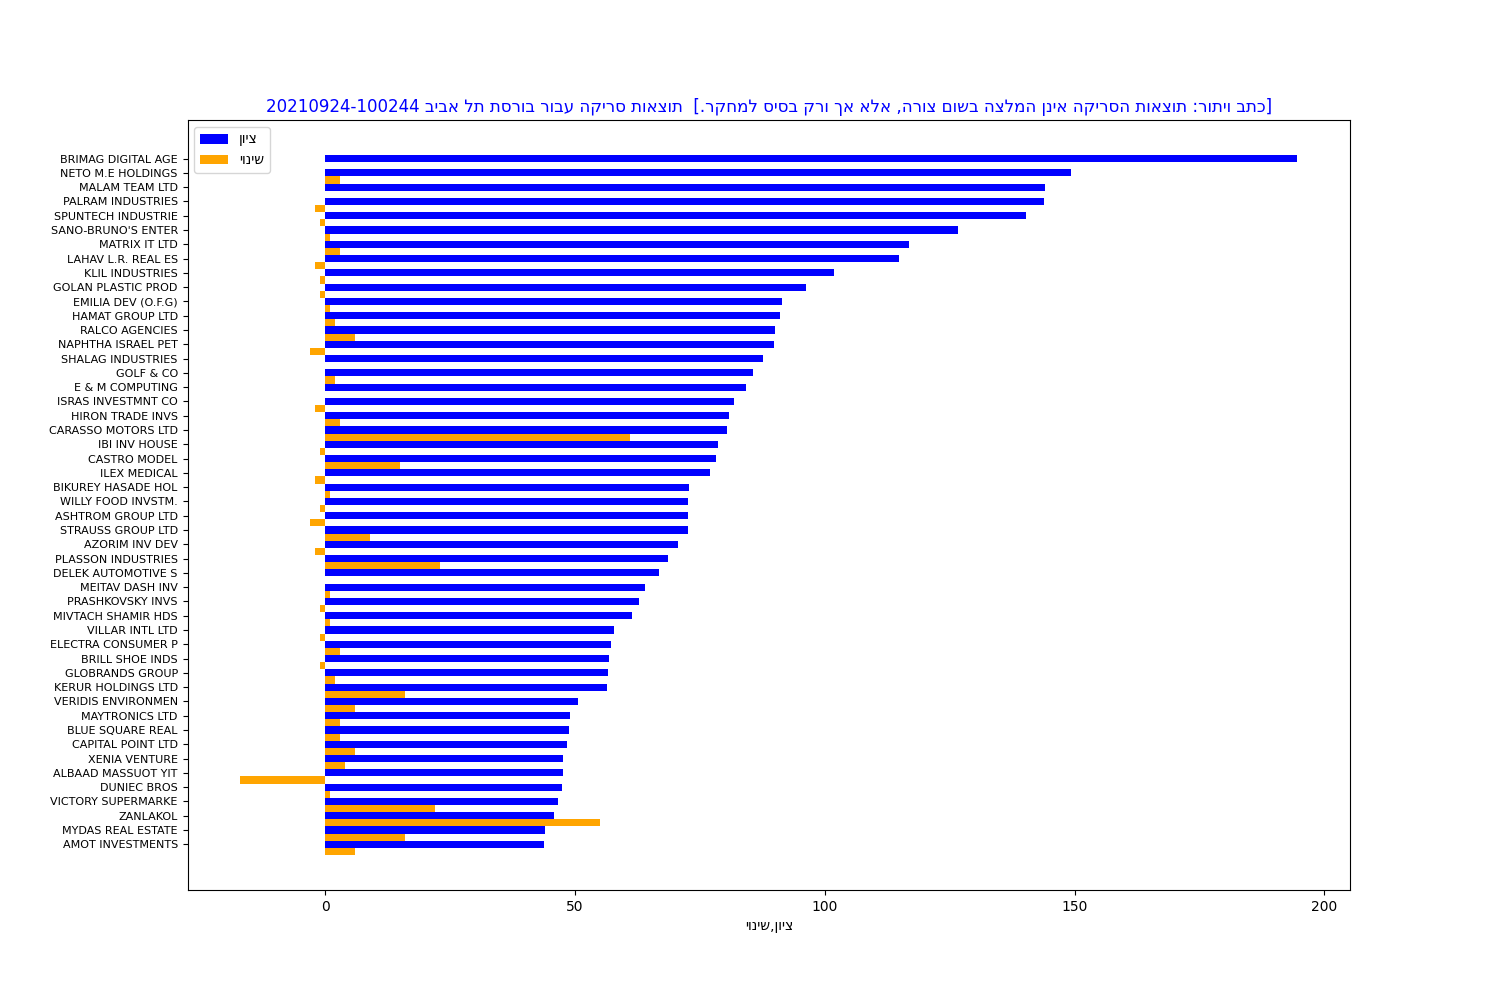 [כתב ויתור: תוצאות הסריקה אינן המלצה בשום צורה, אלא אך ורק בסיס למחקר.] תוצאות סריקה עבור בורסת תל אביב 20210924-100244
ציון
שינוי
BRIMAG DIGITAL AGE
NETO M.E HOLDINGS
MALAM TEAM LTD
PALRAM INDUSTRIES
SPUNTECH INDUSTRIE
SANO-BRUNO'S ENTER
MATRIX IT LTD
LAHAV L.R. REAL ES
KLIL INDUSTRIES
GOLAN PLASTIC PROD
EMILIA DEV (O.F.G)
HAMAT GROUP LTD
RALCO AGENCIES
NAPHTHA ISRAEL PET
SHALAG INDUSTRIES
GOLF & CO
E & M COMPUTING
ISRAS INVESTMNT CO
HIRON TRADE INVS
CARASSO MOTORS LTD
IBI INV HOUSE
CASTRO MODEL
ILEX MEDICAL
BIKUREY HASADE HOL
WILLY FOOD INVSTM.
ASHTROM GROUP LTD
STRAUSS GROUP LTD
AZORIM INV DEV
PLASSON INDUSTRIES
DELEK AUTOMOTIVE S
MEITAV DASH INV
PRASHKOVSKY INVS
MIVTACH SHAMIR HDS
VILLAR INTL LTD
ELECTRA CONSUMER P
BRILL SHOE INDS
GLOBRANDS GROUP
KERUR HOLDINGS LTD
VERIDIS ENVIRONMEN
MAYTRONICS LTD
BLUE SQUARE REAL
CAPITAL POINT LTD
XENIA VENTURE
ALBAAD MASSUOT YIT
DUNIEC BROS
VICTORY SUPERMARKE
ZANLAKOL
MYDAS REAL ESTATE
AMOT INVESTMENTS
0 50 100 150 200
ציון,שינוי